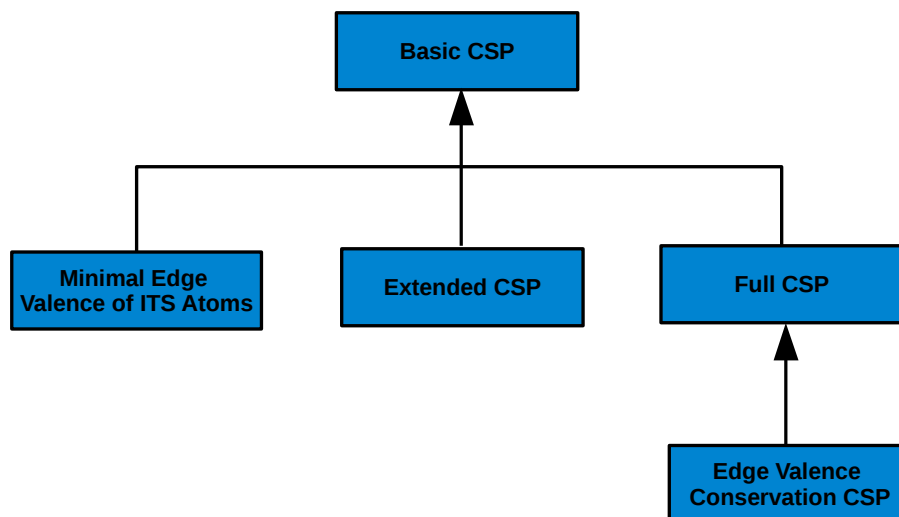 Basic CSP
Minimal Edge
Valence of ITS Atoms
Extended CSP
Full CSP
Edge Valence
Conservation CSP